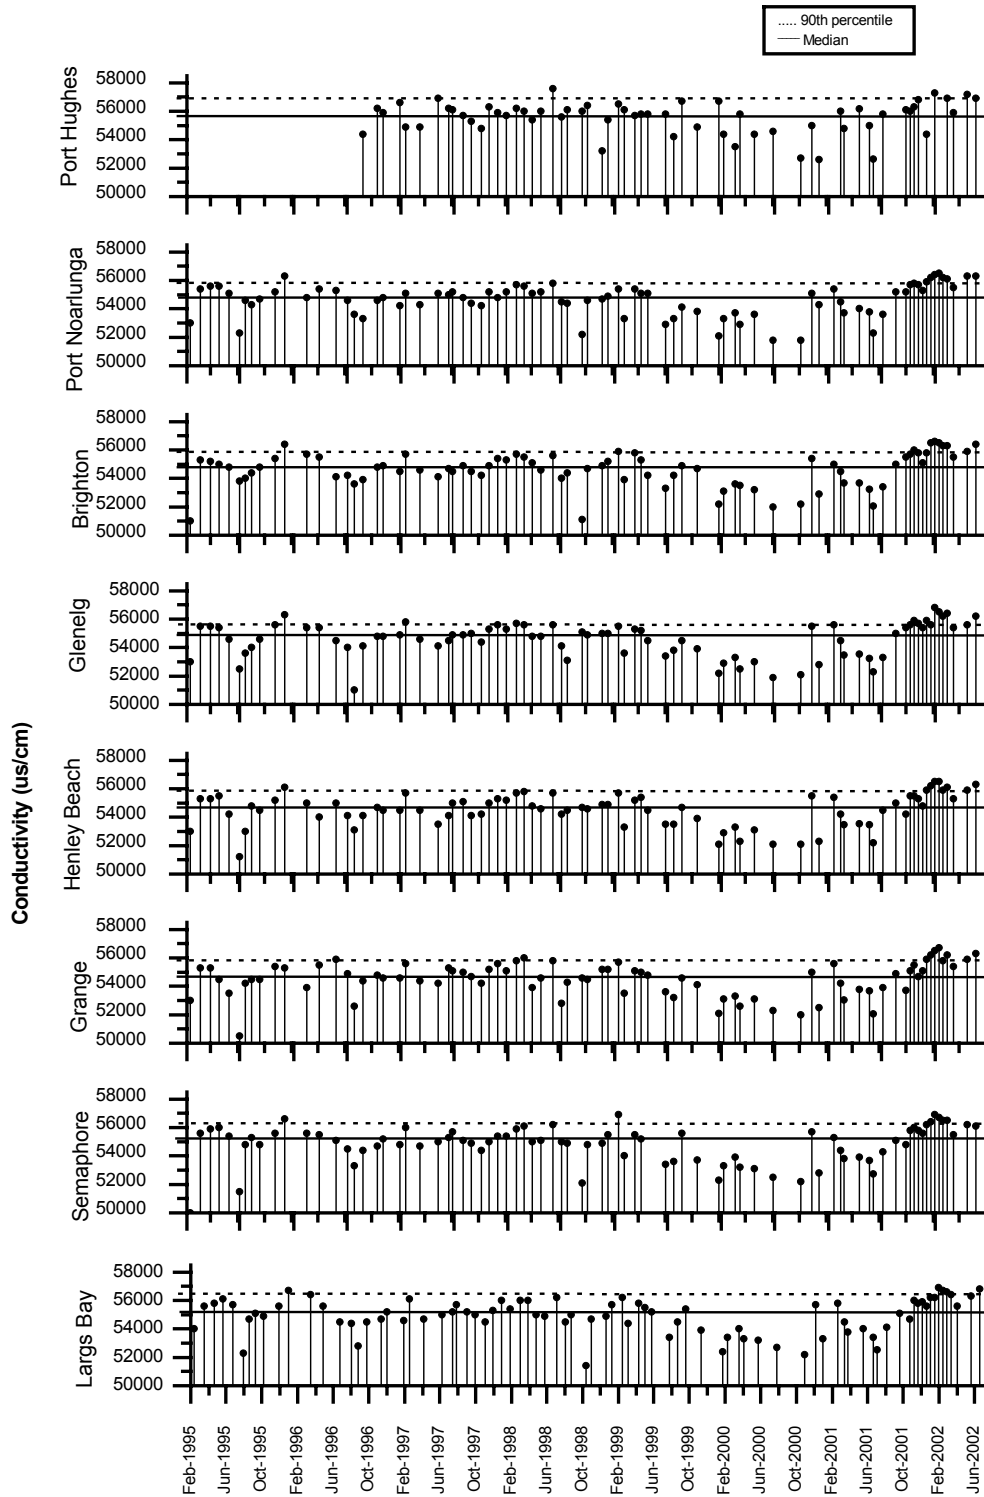 ..... 90th percentile
—— Median
Port Hughes
58000
56000
54000
52000
50000
Port Noarlunga
58000
56000
54000
52000
50000
Brighton
58000
56000
54000
52000
50000
Glenelg
58000
56000
54000
52000
50000
Conductivity (us/cm)
Henley Beach
58000
56000
54000
52000
50000
Grange
58000
56000
54000
52000
50000
Semaphore
58000
56000
54000
52000
50000
Largs Bay
58000
56000
54000
52000
50000
Feb-1995
Jun-1995
Oct-1995
Feb-1996
Jun-1996
Oct-1996
Feb-1997
Jun-1997
Oct-1997
Feb-1998
Jun-1998
Oct-1998
Feb-1999
Jun-1999
Oct-1999
Feb-2000
Jun-2000
Oct-2000
Feb-2001
Jun-2001
Oct-2001
Feb-2002
Jun-2002